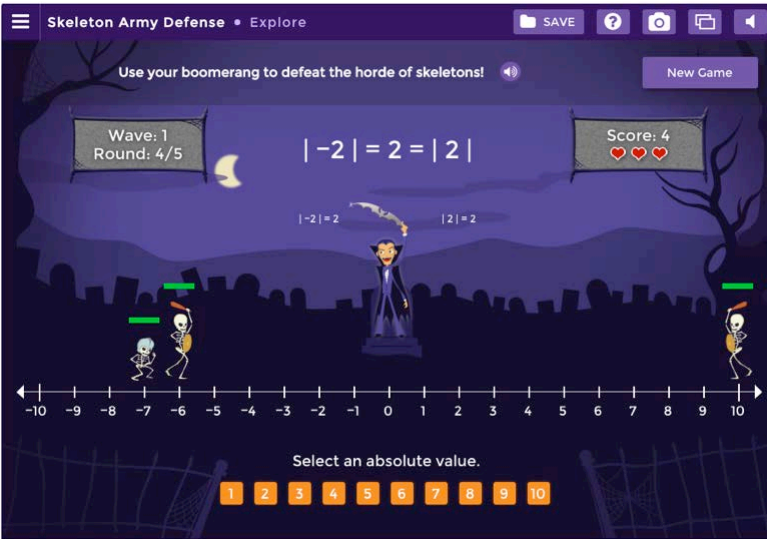 Skeleton Army Defense • Explore
SAVE
?
Use your boomerang to defeat the horde of skeletons!
New Game
Wave: 1
Round: 4/5
|−2| = 2 = |2|
Score: 4
|−2| = 2
|2| = 2
−10 −9 −8 −7 −6 −5 −4 −3 −2 −1 0 1 2 3 4 5 6 7 8 9 10
Select an absolute value.
1 2 3 4 5 6 7 8 9 10